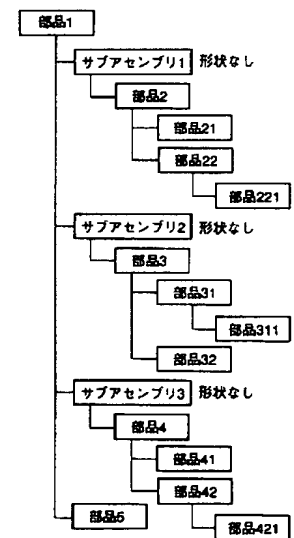 部品1
サブアセンブリ1 形状なし
部品2
部品21
部品22
部品221
サブアセンブリ2 形状なし
部品3
部品31
部品311
部品32
サブアセンブリ3 形状なし
部品4
部品41
部品42
部品5
部品421